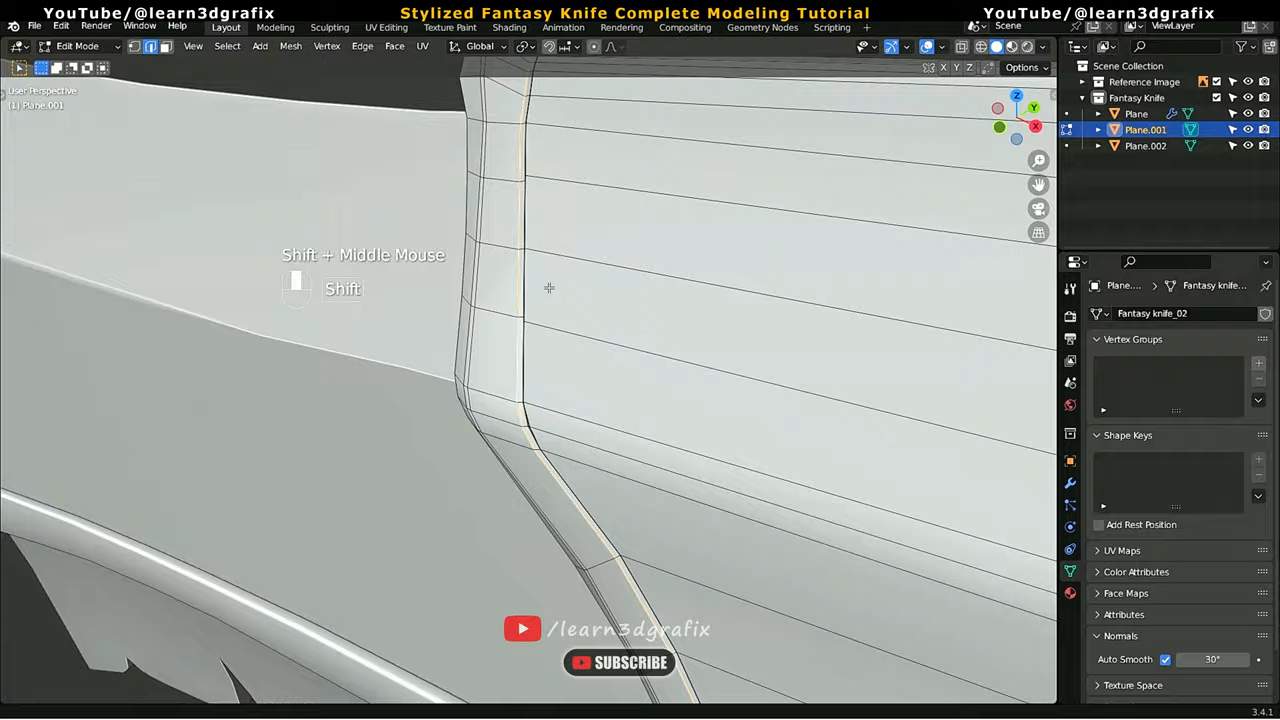 YouTube/@learn3dgrafix
Stylized Fantasy Knife Complete Modeling Tutorial
YouTube/@learn3dgrafix
File Edit Render Window Help Layout Modeling Sculpting UV Editing Texture Paint Shading Animation Rendering Compositing Geometry Nodes Scripting +
Scene
ViewLayer
Edit Mode View Select Add Mesh Vertex Edge Face UV
Global
X Y Z Options
User Perspective
(1) Plane.001
Scene Collection
Reference Image
Fantasy Knife
Plane
Plane.001
Plane.002
Z
Y
X
Shift + Middle Mouse
Shift
Plane.... > Fantasy knife...
Fantasy knife_02
Vertex Groups
Shape Keys
Add Rest Position
UV Maps
Color Attributes
Face Maps
Attributes
Normals
Auto Smooth 30°
Texture Space
/learn3dgrafix
SUBSCRIBE
3.4.1